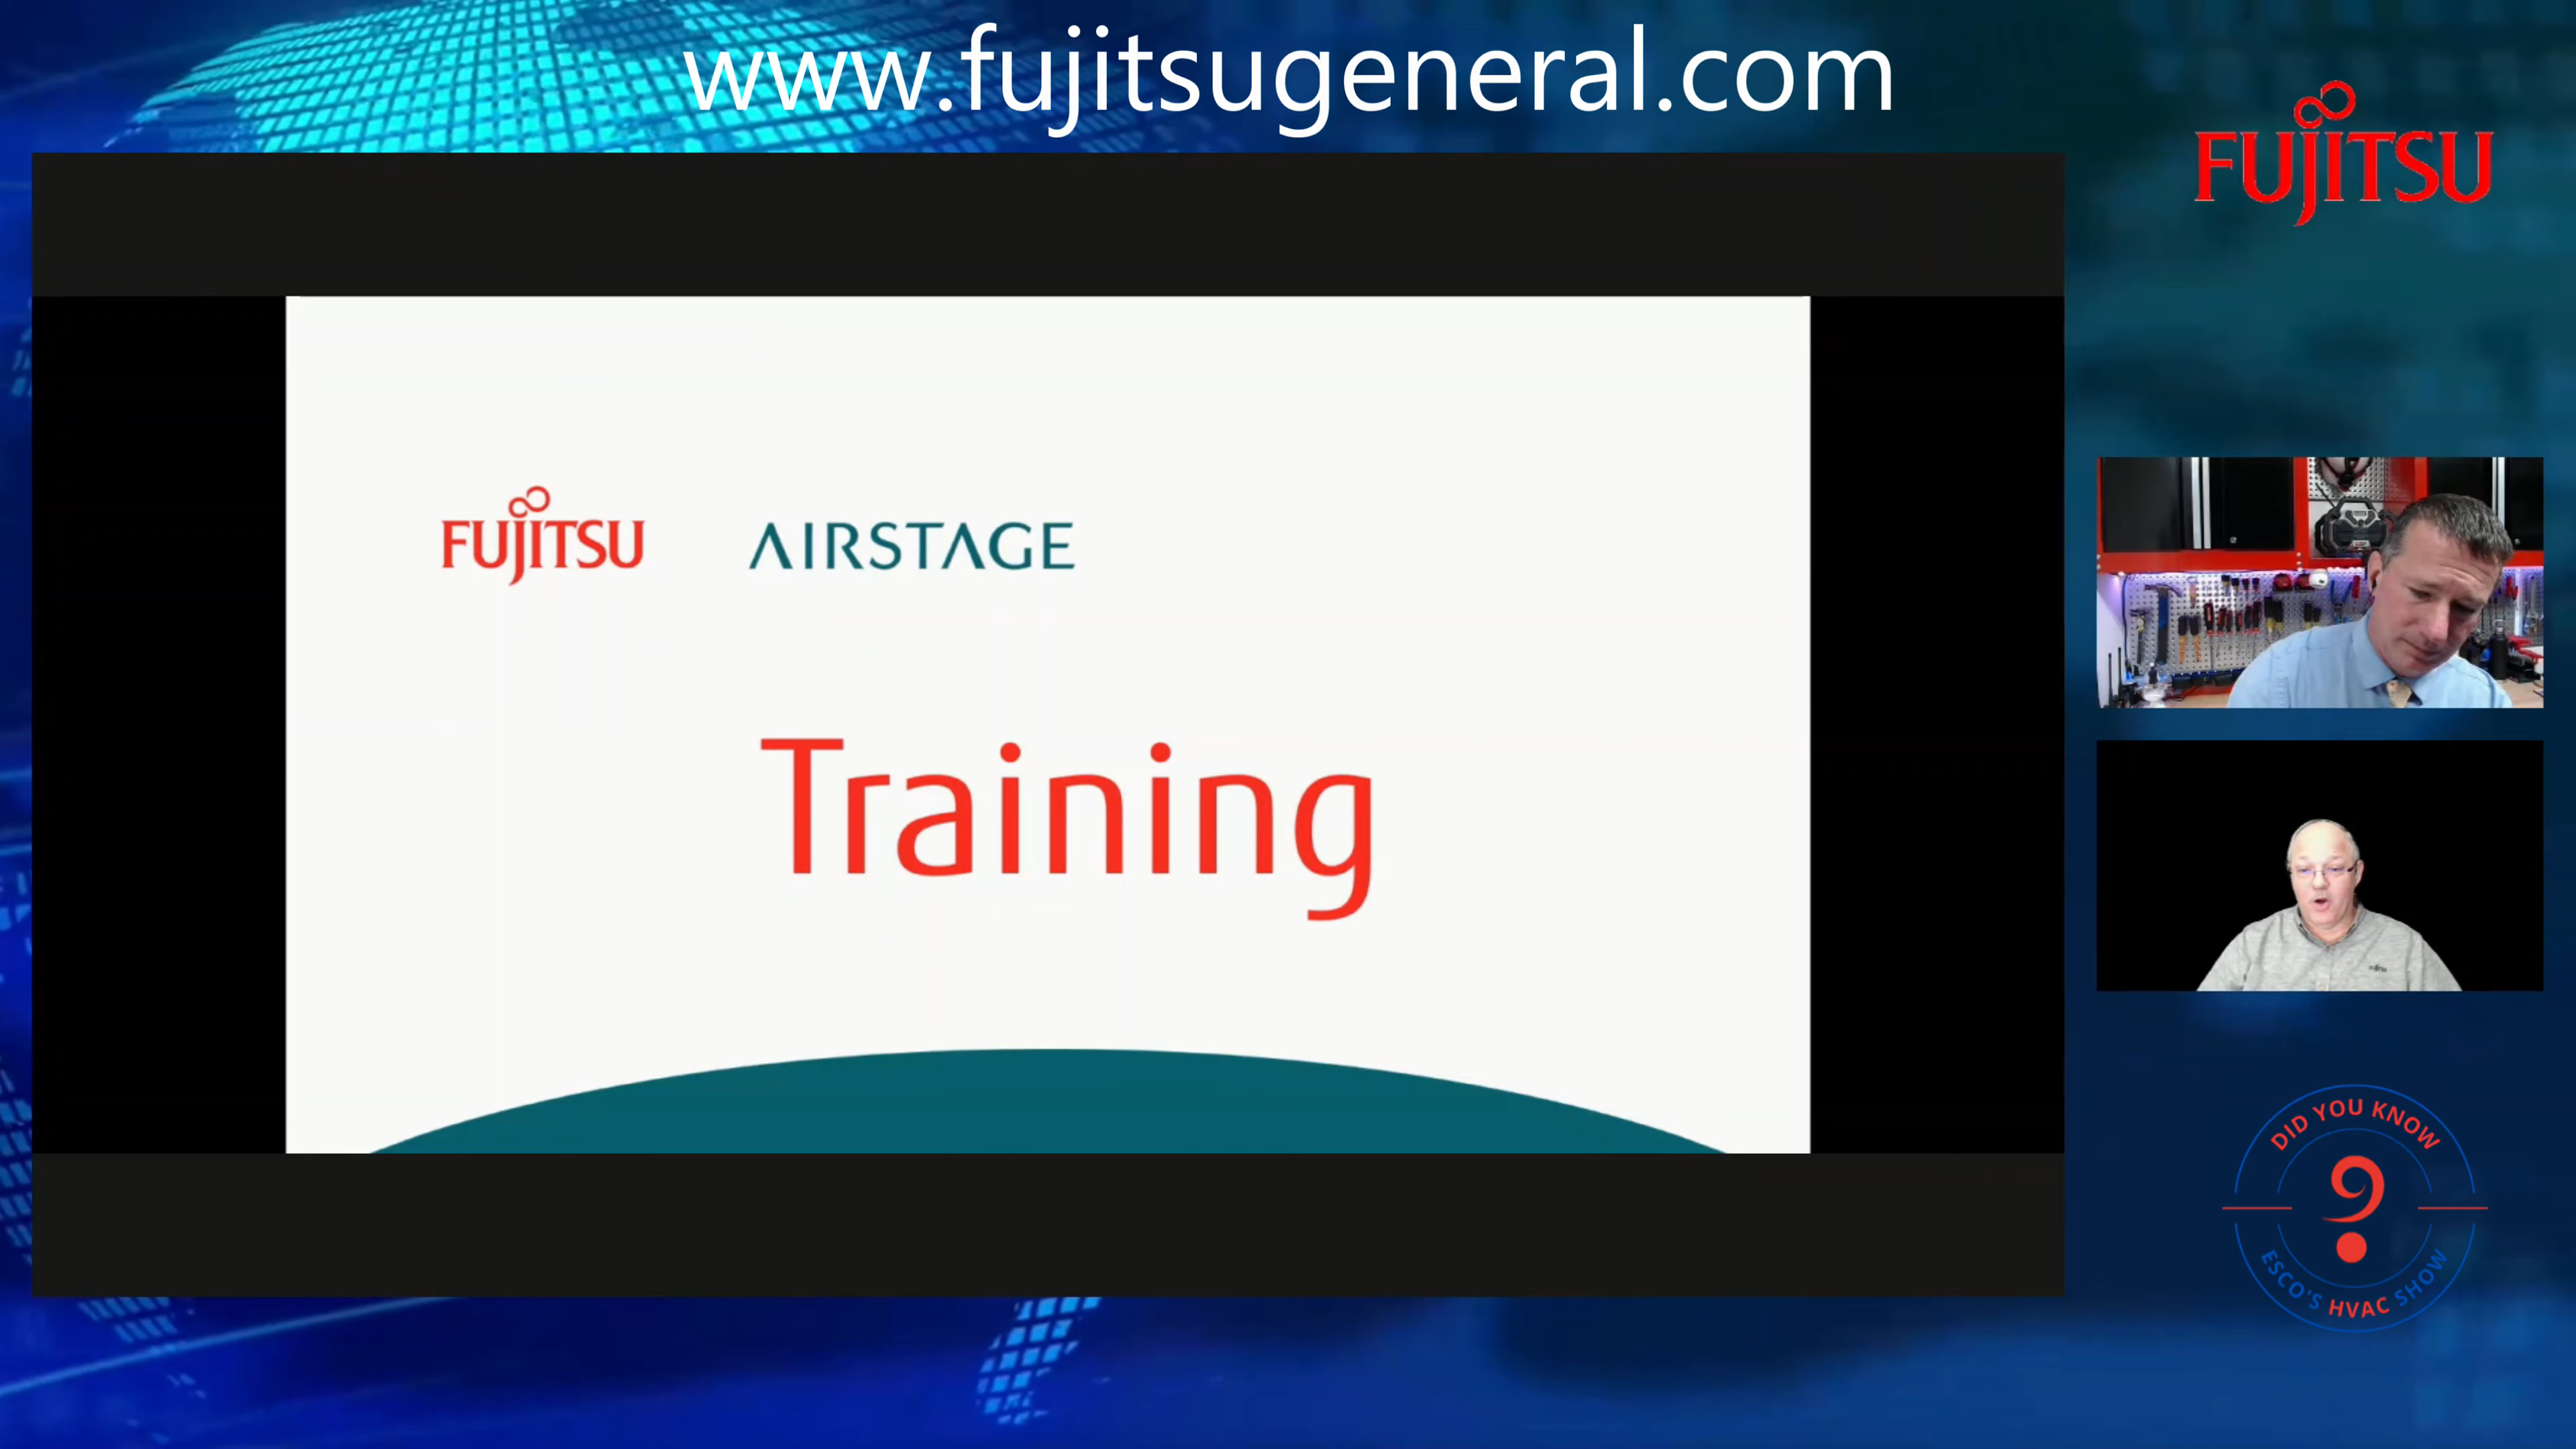 www.fujitsugeneral.com
FUJITSU
FUJITSU AIRSTAGE
Training
DID YOU KNOW
?
ESCO'S HVAC SHOW